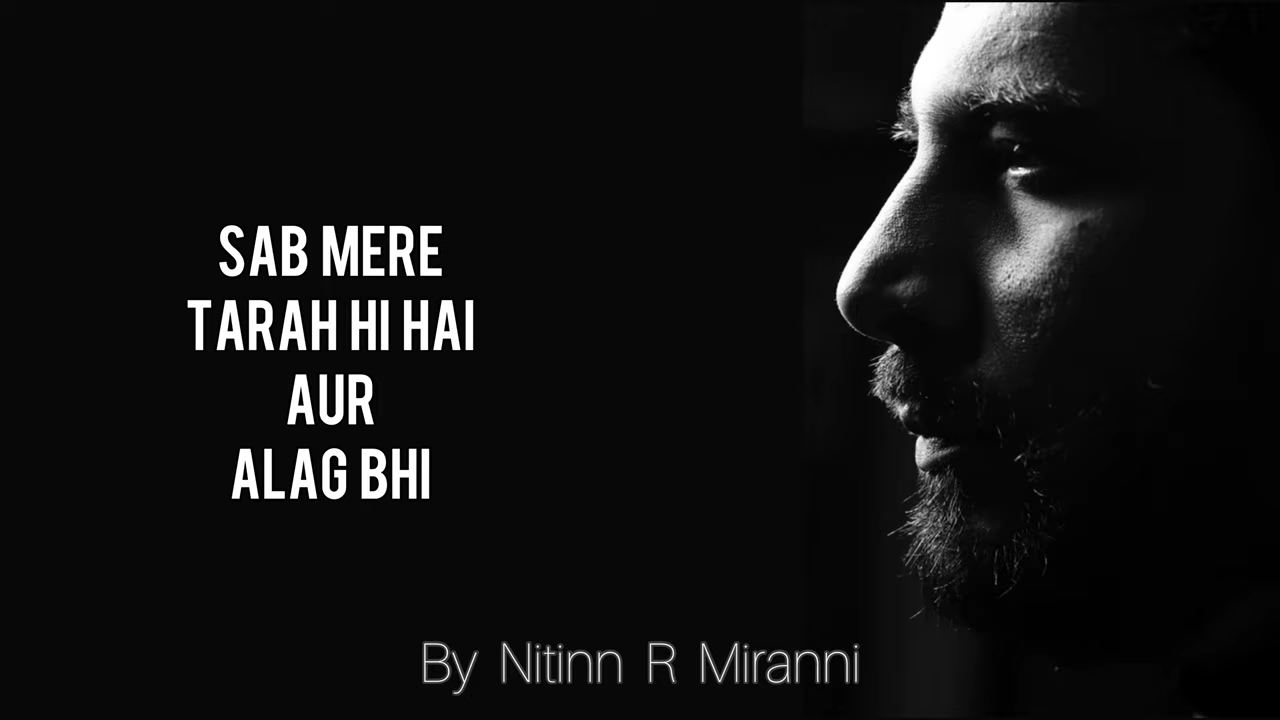 SAB MERE
TARAH HI HAI
AUR
ALAG BHI
By Nitinn R Miranni